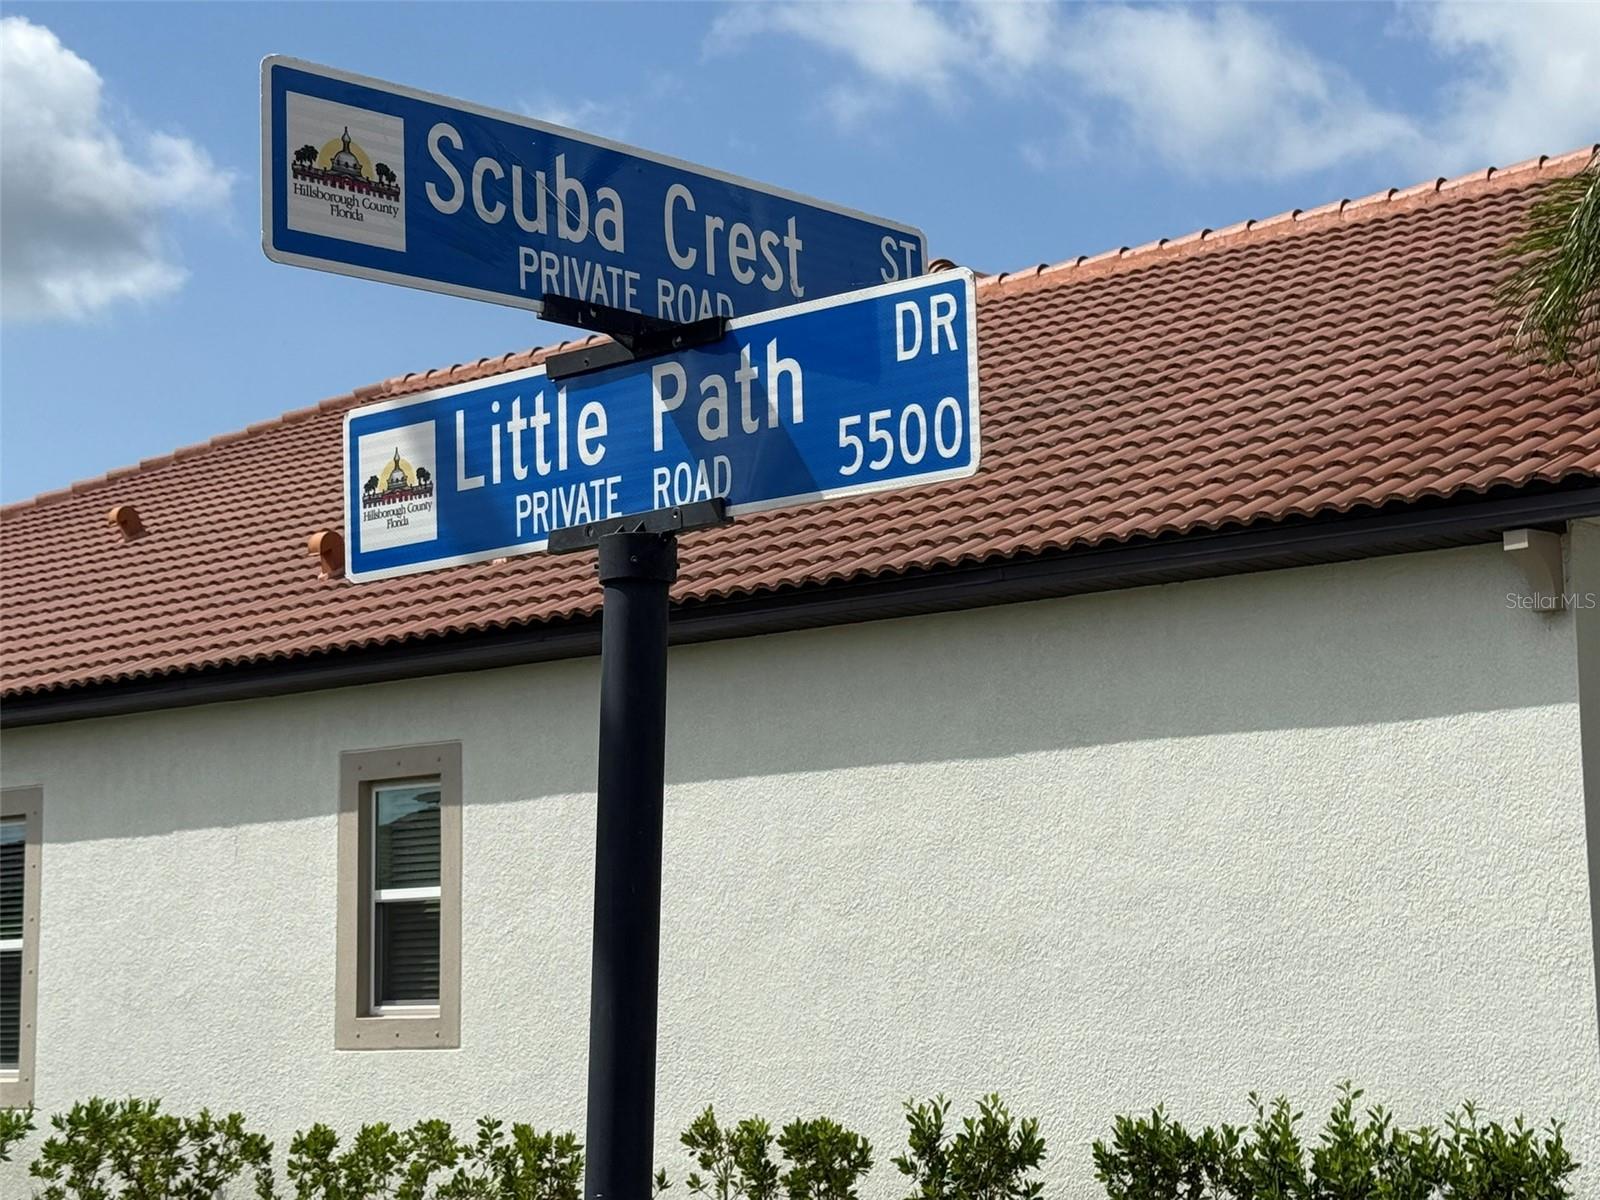 Hillsborough County
Florida
Scuba Crest ST
PRIVATE ROAD
Hillsborough County
Florida
Little Path DR
PRIVATE ROAD 5500
Stellar MLS